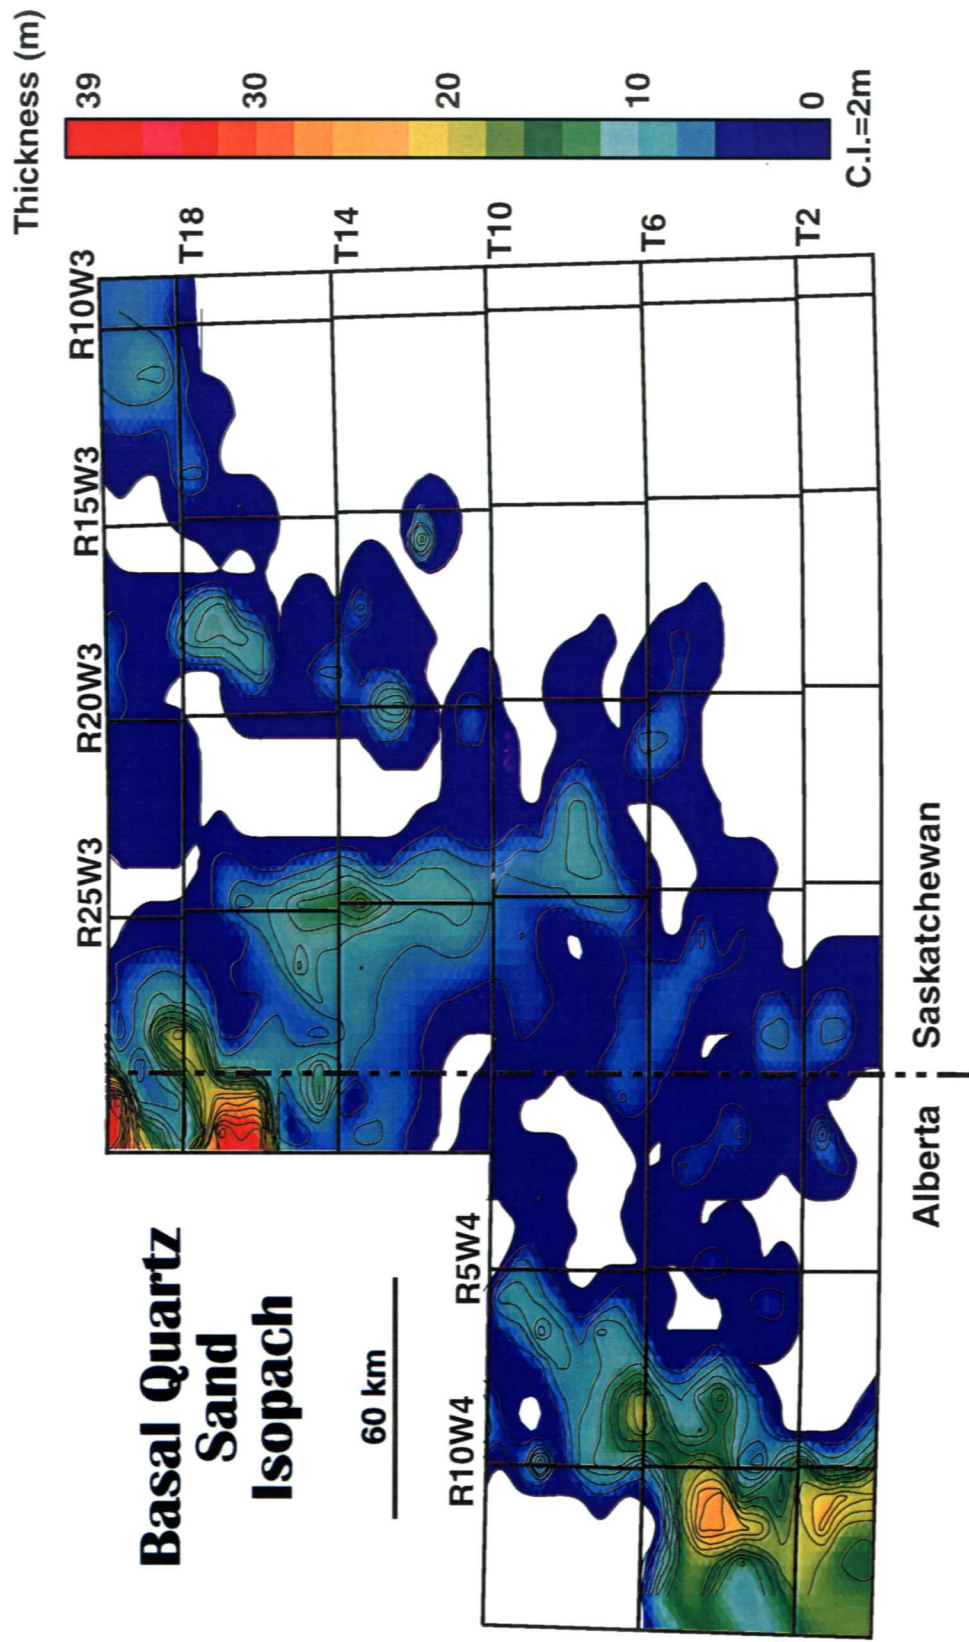 Basal Quartz
Sand
Isopach
60 km
Thickness (m)
39
30
20
10
0
C.I.=2m
R10W3
R15W3
R20W3
R25W3
R5W4
R10W4
T18
T14
T10
T6
T2
Alberta
Saskatchewan